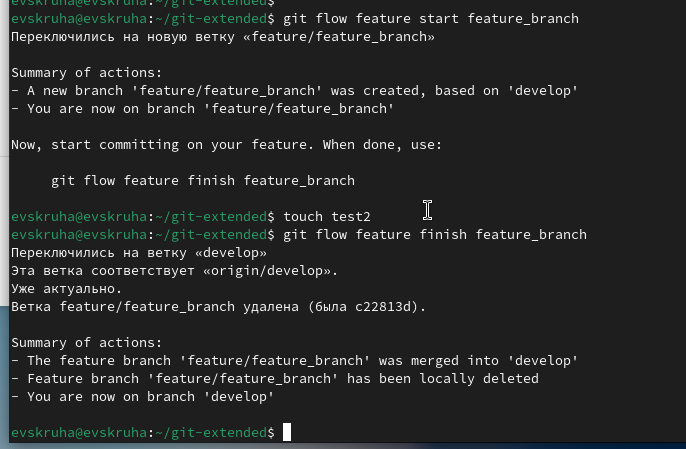 evskruha@evskruha:~/git-extended$
evskruha@evskruha:~/git-extended$ git flow feature start feature_branch
Переключились на новую ветку «feature/feature_branch»
Summary of actions:
- A new branch 'feature/feature_branch' was created, based on 'develop'
- You are now on branch 'feature/feature_branch'
Now, start committing on your feature. When done, use:
git flow feature finish feature_branch
evskruha@evskruha:~/git-extended$ touch test2
evskruha@evskruha:~/git-extended$ git flow feature finish feature_branch
Переключились на ветку «develop»
Эта ветка соответствует «origin/develop».
Уже актуально.
Ветка feature/feature_branch удалена (была c22813d).
Summary of actions:
- The feature branch 'feature/feature_branch' was merged into 'develop'
- Feature branch 'feature/feature_branch' has been locally deleted
- You are now on branch 'develop'
evskruha@evskruha:~/git-extended$